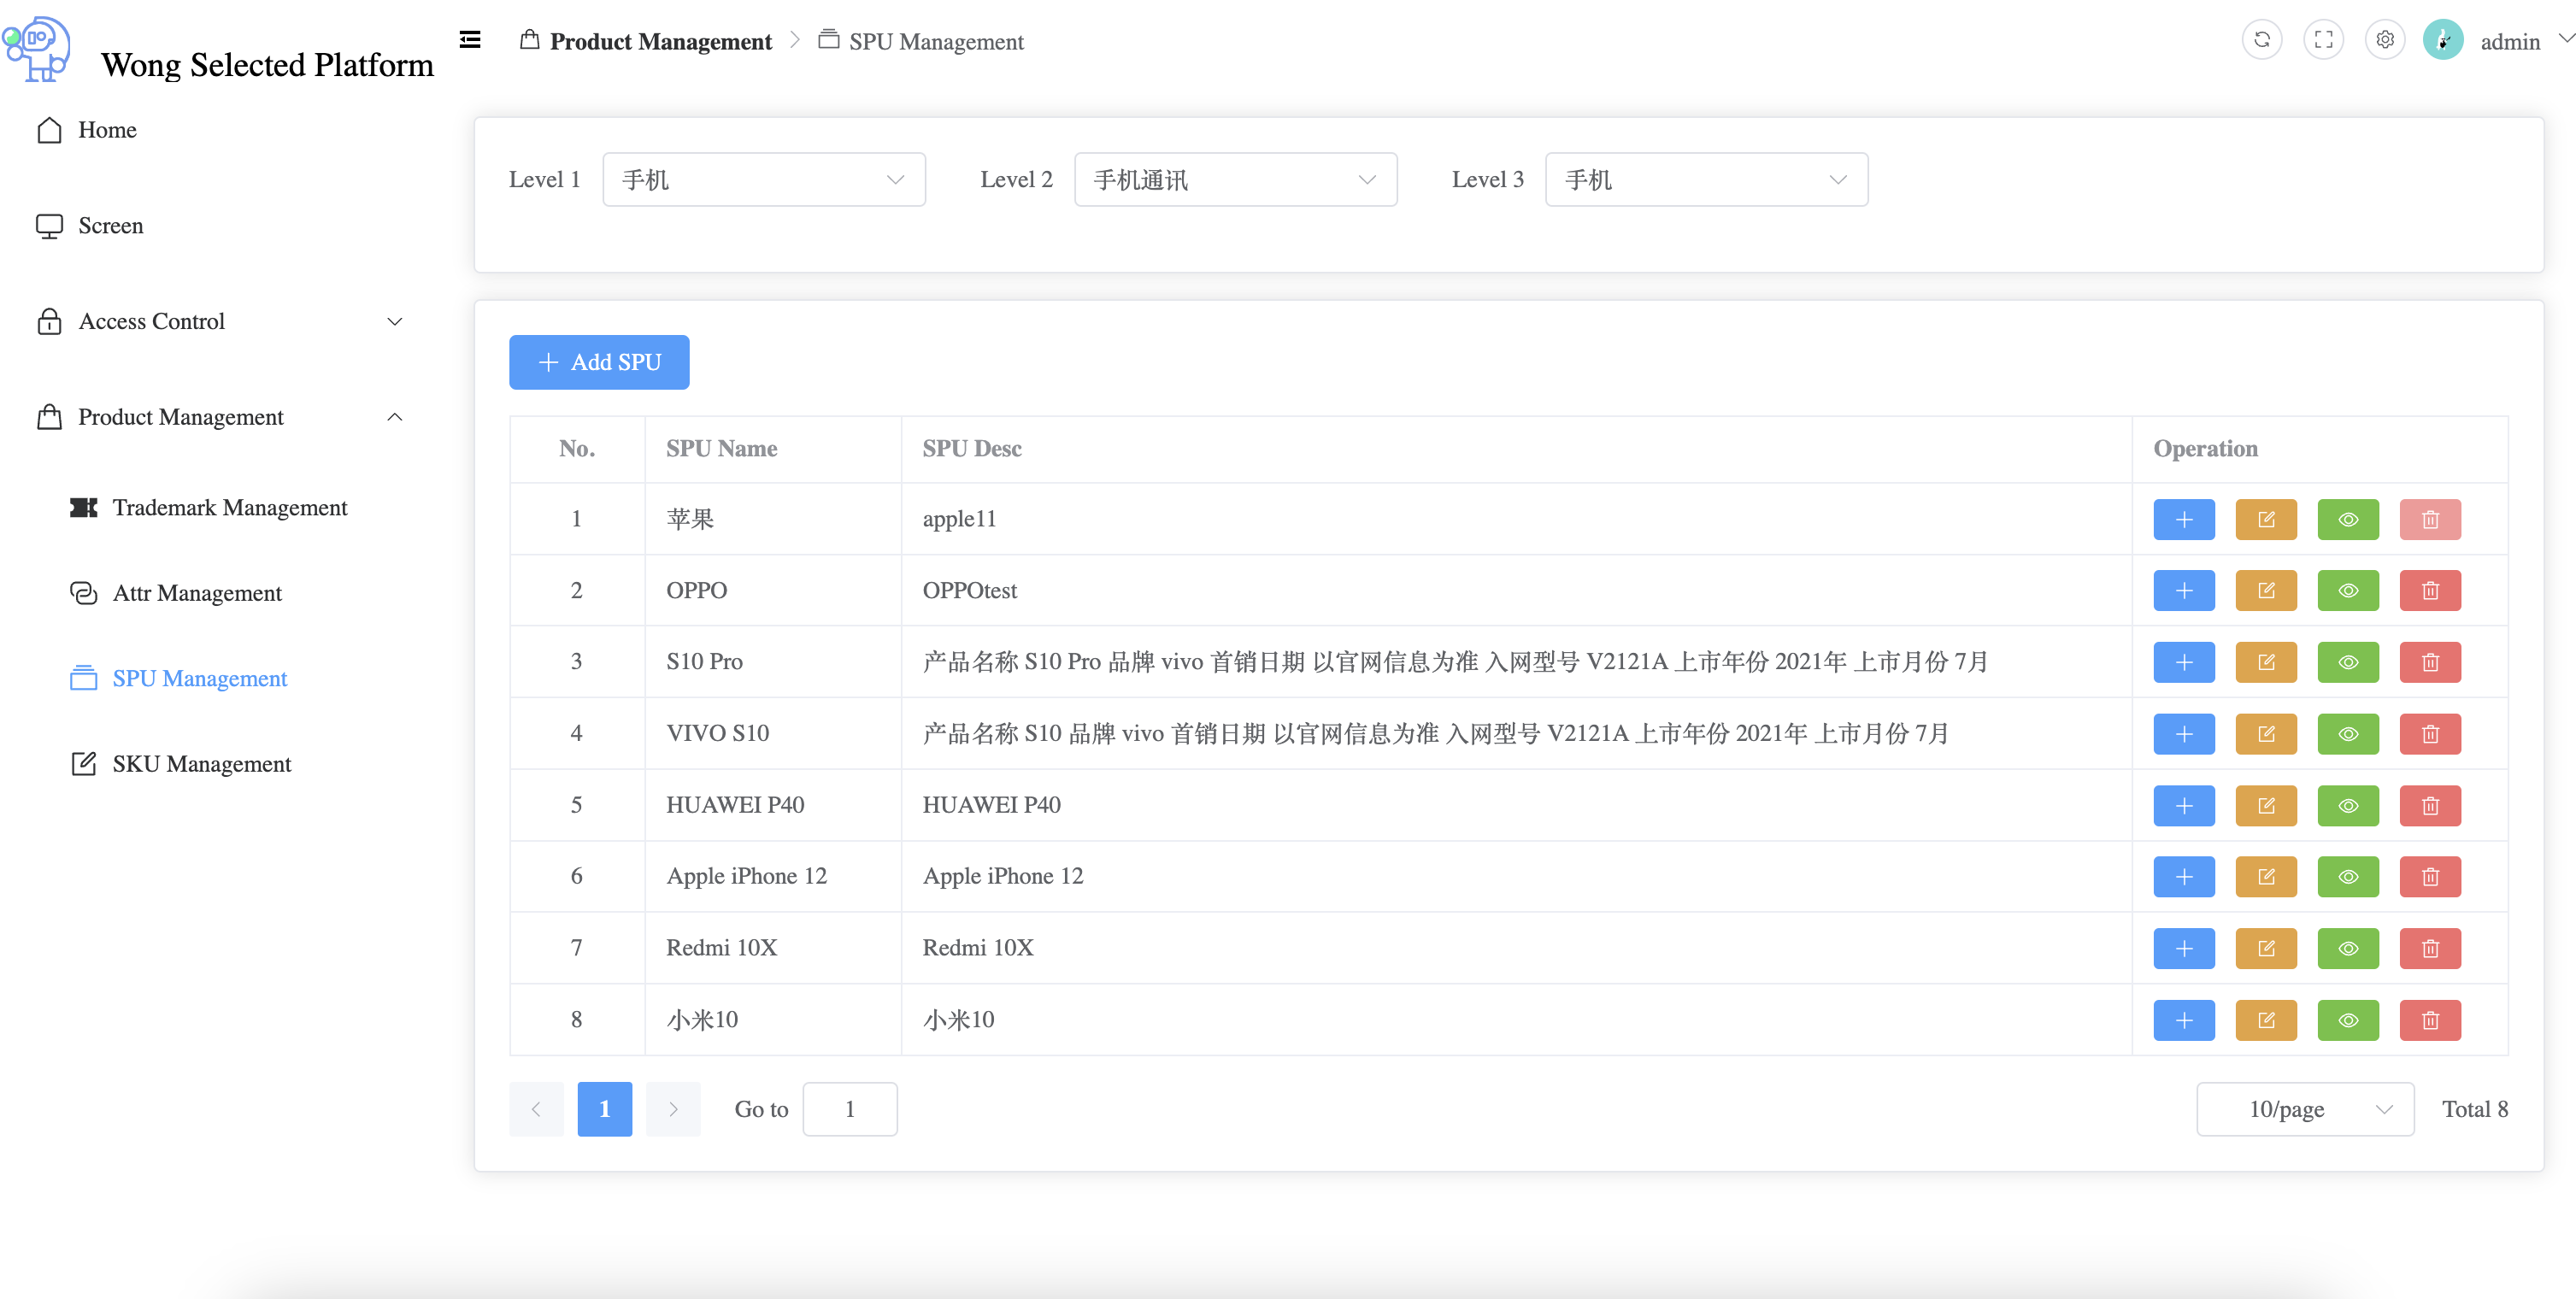 Wong Selected Platform
Product Management
SPU Management
admin
Home
Screen
Access Control
Product Management
Trademark Management
Attr Management
SPU Management
SKU Management
Level 1 手机 Level 2 手机通讯 Level 3 手机
Add SPU
No. SPU Name SPU Desc Operation
1 苹果 apple11
2 OPPO OPPOtest
3 S10 Pro 产品名称 S10 Pro 品牌 vivo 首销日期 以官网信息为准 入网型号 V2121A 上市年份 2021年 上市月份 7月
4 VIVO S10 产品名称 S10 品牌 vivo 首销日期 以官网信息为准 入网型号 V2121A 上市年份 2021年 上市月份 7月
5 HUAWEI P40 HUAWEI P40
6 Apple iPhone 12 Apple iPhone 12
7 Redmi 10X Redmi 10X
8 小米10 小米10
1 Go to 1 10/page Total 8